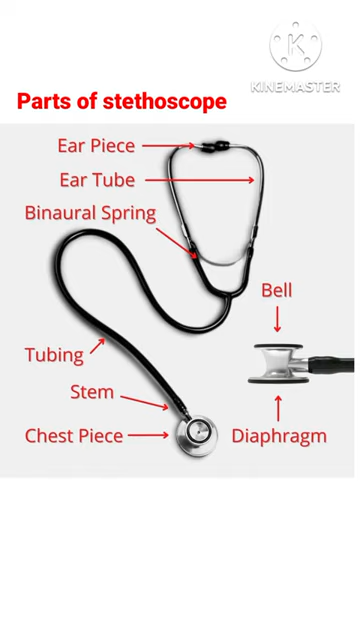 KINEMASTER
Parts of stethoscope
Ear Piece
Ear Tube
Binaural Spring
Bell
Tubing
Stem
Chest Piece
Diaphragm